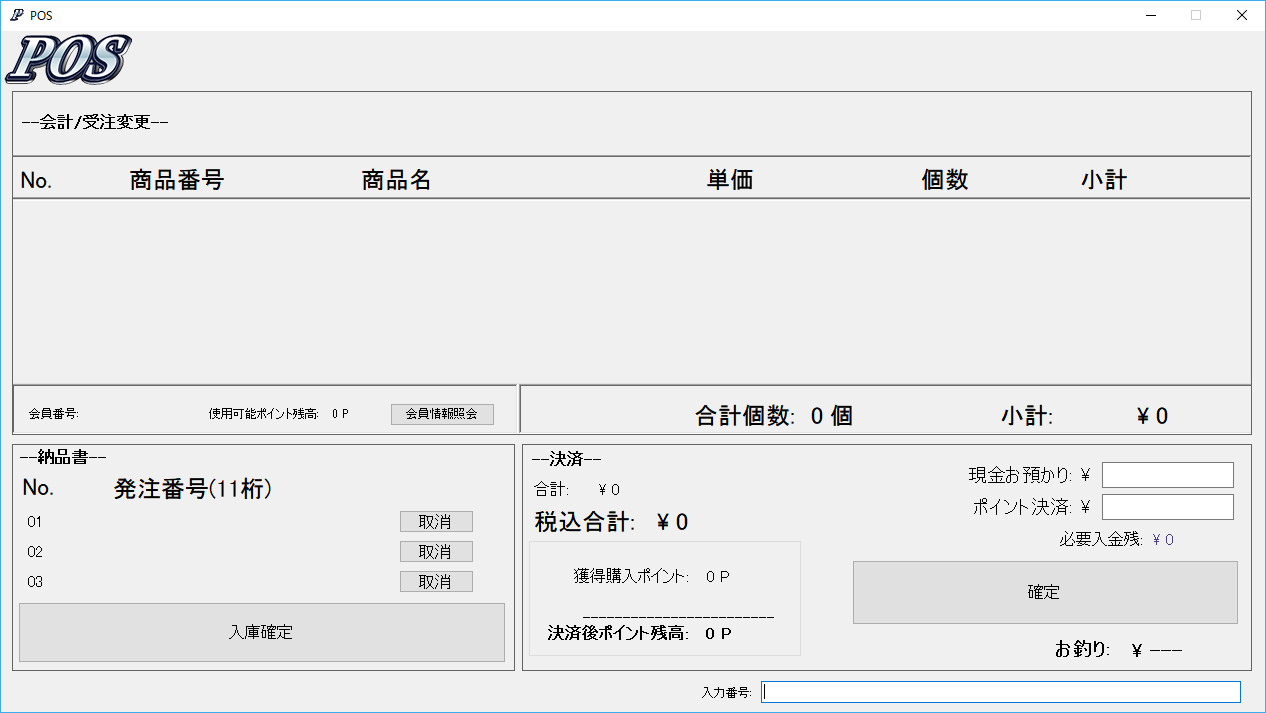 POS
POS
--会計/受注変更--
No. 商品番号 商品名 単価 個数 小計
会員番号: 使用可能ポイント残高: 0 P 会員情報照会
合計個数: 0 個 小計: ¥ 0
--納品書--
No. 発注番号(11桁)
01 取消
02 取消
03 取消
入庫確定
--決済--
合計: ¥ 0
税込合計: ¥ 0
獲得購入ポイント: 0 P
------------------------
決済後ポイント残高: 0 P
現金お預かり: ¥
ポイント決済: ¥
必要入金残: ¥ 0
確定
お釣り: ¥ ---
入力番号: